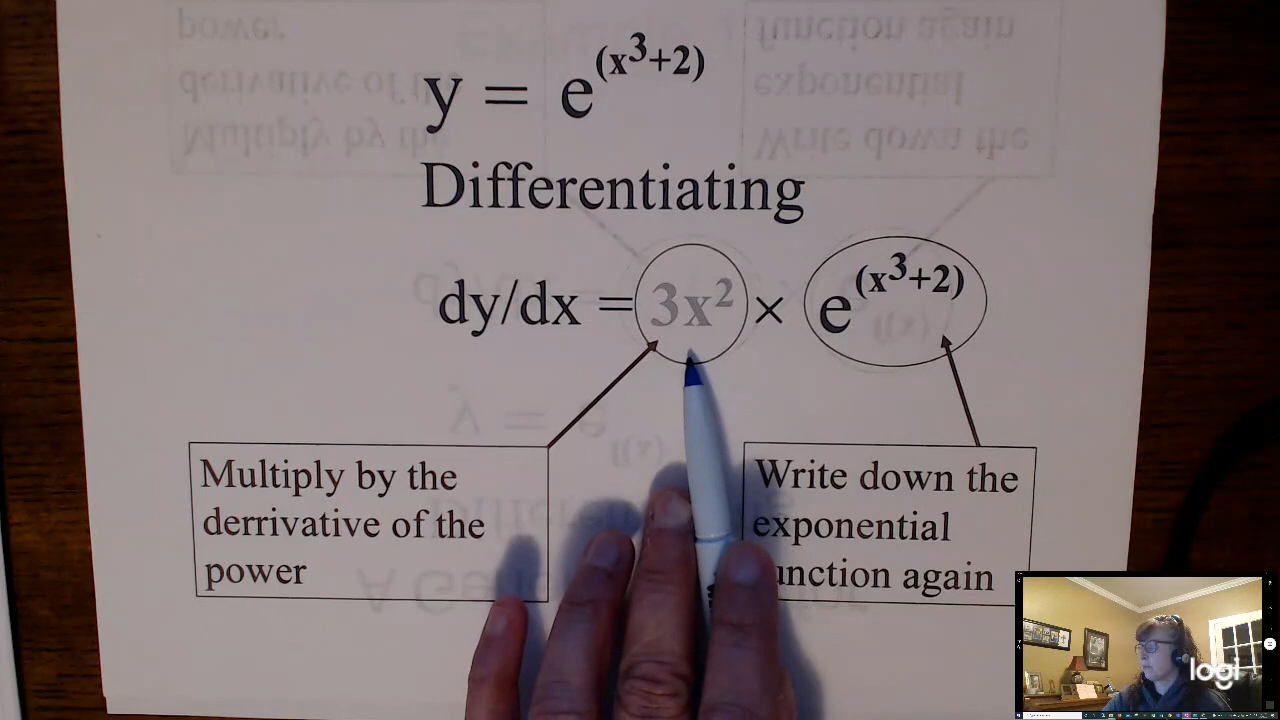 y = e^(x³+2)
Differentiating
dy/dx = 3x² × e^(x³+2)
Multiply by the
derrivative of the
power
Write down the
exponential
unction again
logi